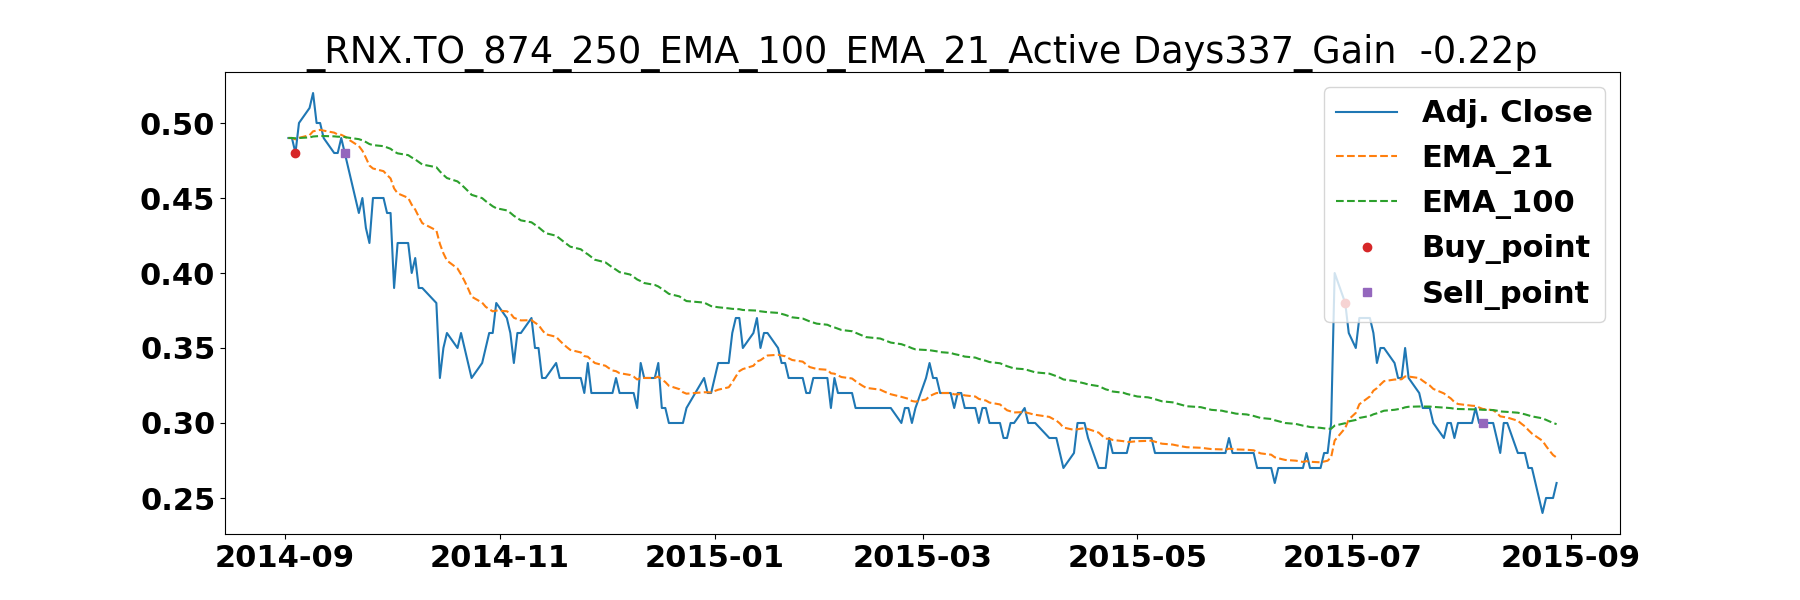 _RNX.TO_874_250_EMA_100_EMA_21_Active Days337_Gain  -0.22p
Adj. Close
EMA_21
EMA_100
Buy_point
Sell_point
0.50
0.45
0.40
0.35
0.30
0.25
2014-09 2014-11 2015-01 2015-03 2015-05 2015-07 2015-09